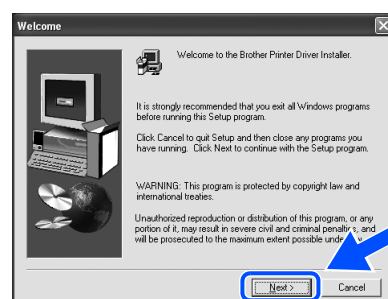 Welcome
Welcome to the Brother Printer Driver Installer.
It is strongly recommended that you exit all Windows programs
before running this Setup program.
Click Cancel to quit Setup and then close any programs you
have running. Click Next to continue with the Setup program.
WARNING: This program is protected by copyright law and
international treaties.
Unauthorized reproduction or distribution of this program, or any
portion of it, may result in severe civil and criminal penalties, and
will be prosecuted to the maximum extent possible under
Next >
Cancel